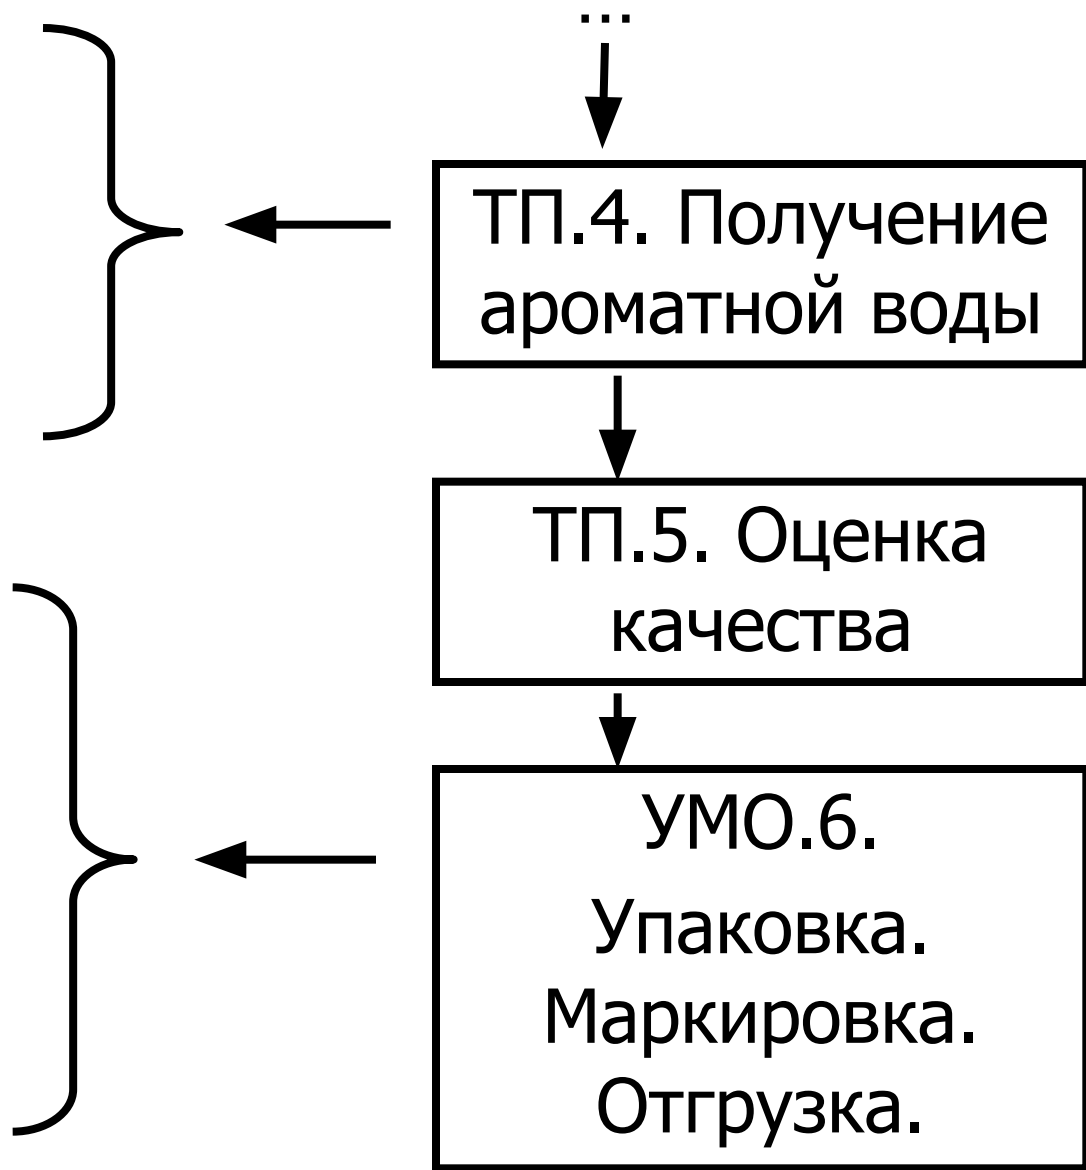 ...
ТП.4. Получение
ароматной воды
ТП.5. Оценка
качества
УМО.6.
Упаковка.
Маркировка.
Отгрузка.